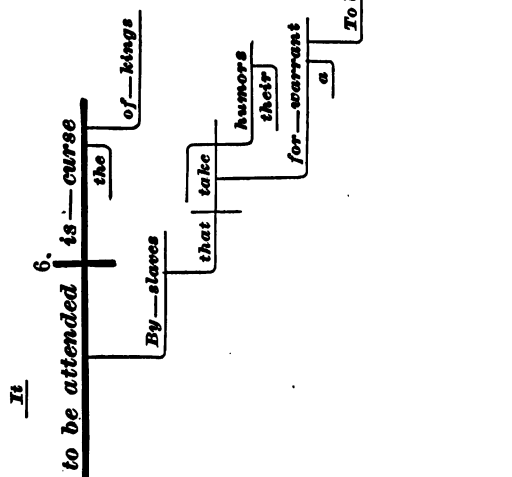 6.
It
to be attended is—curse
the
of—kings
By—slaves
that take
humors
their
for—warrant
a
To